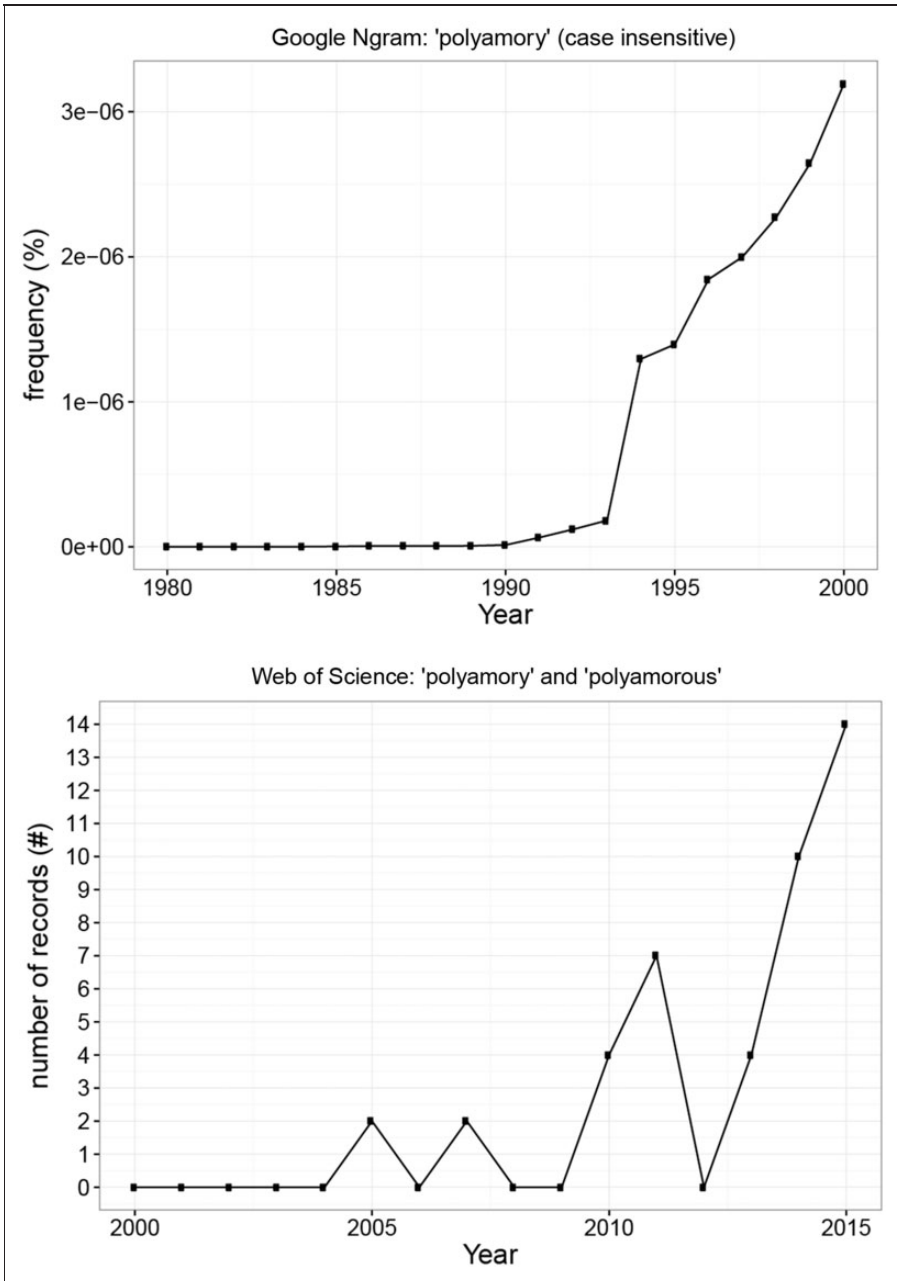 Google Ngram: 'polyamory' (case insensitive)
3e−06
2e−06
1e−06
0e+00
frequency (%)
1980 1985 1990 1995 2000
Year
Web of Science: 'polyamory' and 'polyamorous'
14
13
12
11
10
9
8
7
6
5
4
3
2
1
0
number of records (#)
2000 2005 2010 2015
Year